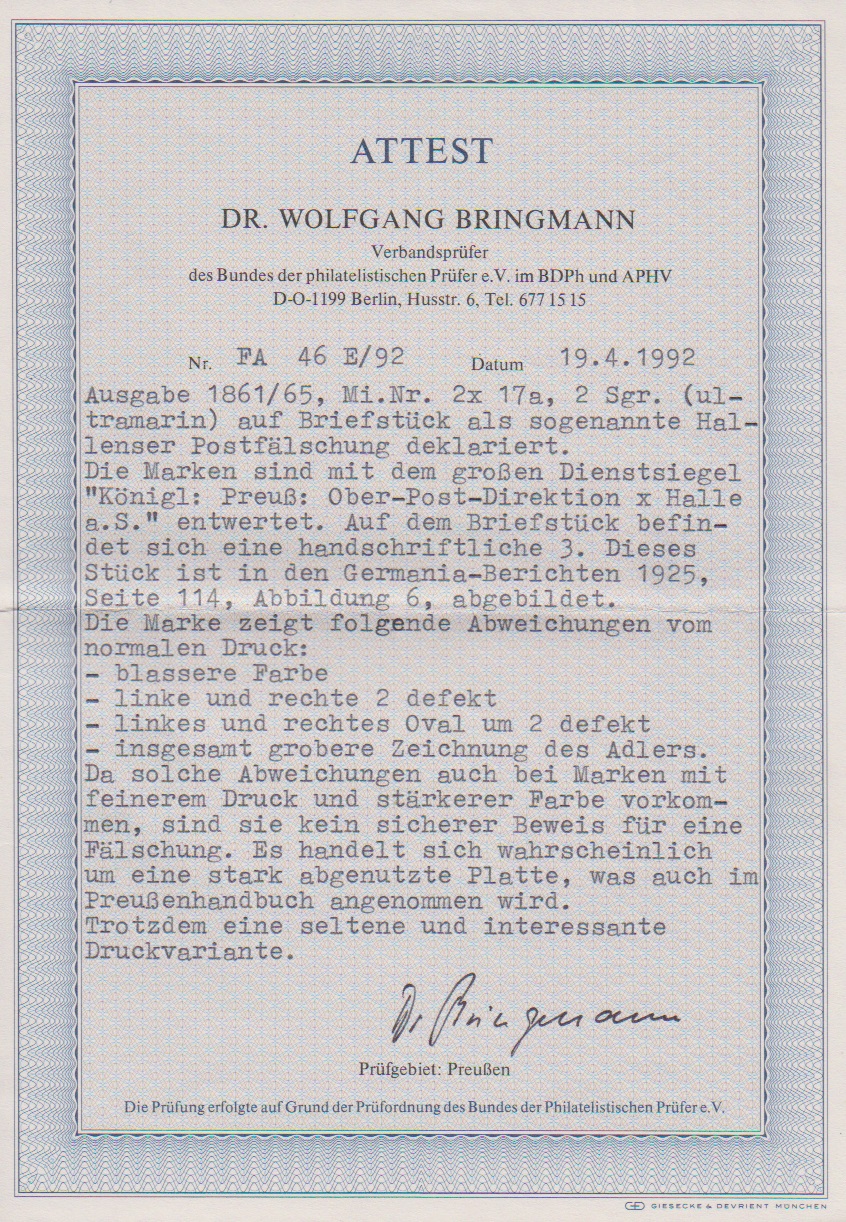 ATTEST
DR. WOLFGANG BRINGMANN
Verbandsprüfer
des Bundes der philatelistischen Prüfer e.V. im BDPh und APHV
D-O-1199 Berlin, Husstr. 6, Tel. 677 15 15
Nr. FA 46 E/92 Datum 19.4.1992
Ausgabe 1861/65, Mi.Nr. 2x 17a, 2 Sgr. (ul-
tramarin) auf Briefstück als sogenannte Hal-
lenser Postfälschung deklariert.
Die Marken sind mit dem großen Dienstsiegel
"Königl: Preuß: Ober-Post-Direktion x Halle
a.S." entwertet. Auf dem Briefstück befin-
det sich eine handschriftliche 3. Dieses
Stück ist in den Germania-Berichten 1925,
Seite 114, Abbildung 6, abgebildet.
Die Marke zeigt folgende Abweichungen vom
normalen Druck:
- blassere Farbe
- linke und rechte 2 defekt
- linkes und rechtes Oval um 2 defekt
- insgesamt grobere Zeichnung des Adlers.
Da solche Abweichungen auch bei Marken mit
feinerem Druck und stärkerer Farbe vorkom-
men, sind sie kein sicherer Beweis für eine
Fälschung. Es handelt sich wahrscheinlich
um eine stark abgenutzte Platte, was auch im
Preußenhandbuch angenommen wird.
Trotzdem eine seltene und interessante
Druckvariante.
Dr Bringmann
Prüfgebiet: Preußen
Die Prüfung erfolgte auf Grund der Prüfordnung des Bundes der Philatelistischen Prüfer e.V.
GIESECKE & DEVRIENT MÜNCHEN